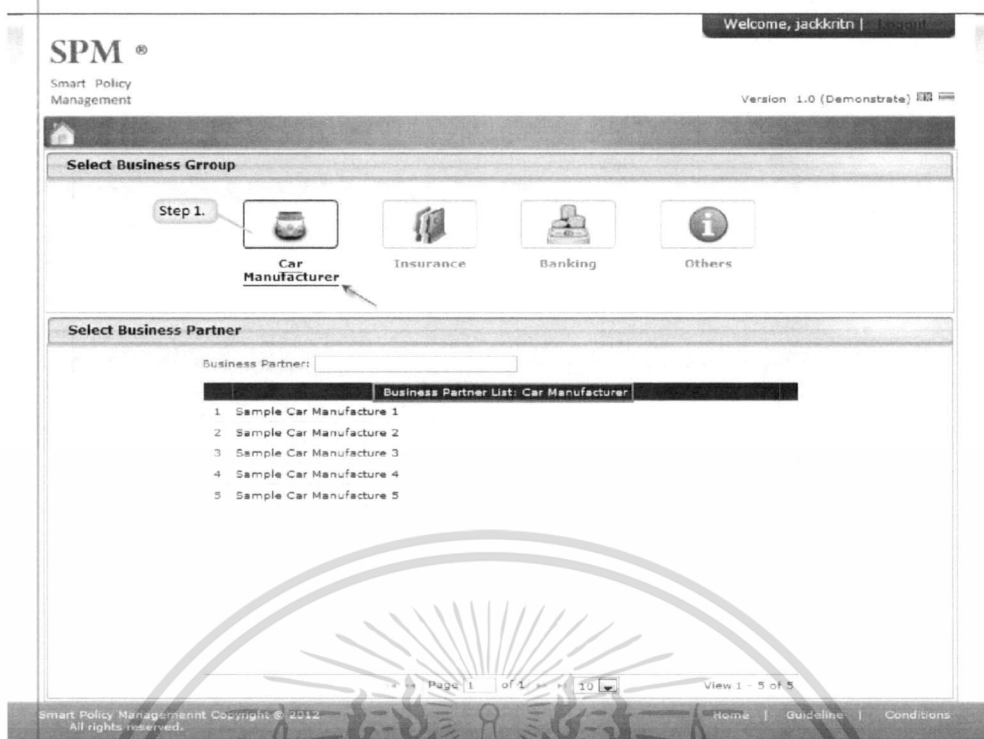 Welcome, jackkritn | Logout
SPM ®
Smart Policy
Management
Version 1.0 (Demonstrate)
Select Business Grroup
Step 1.
Car
Manufacturer
Insurance
Banking
Others
Select Business Partner
Business Partner:
Business Partner List: Car Manufacturer
1 Sample Car Manufacture 1
2 Sample Car Manufacture 2
3 Sample Car Manufacture 3
4 Sample Car Manufacture 4
5 Sample Car Manufacture 5
Page 1 of 1 10 View 1 - 5 of 5
Smart Policy Managemennt Copyright © 2012
All rights reserved.
Home | Guideline | Conditions